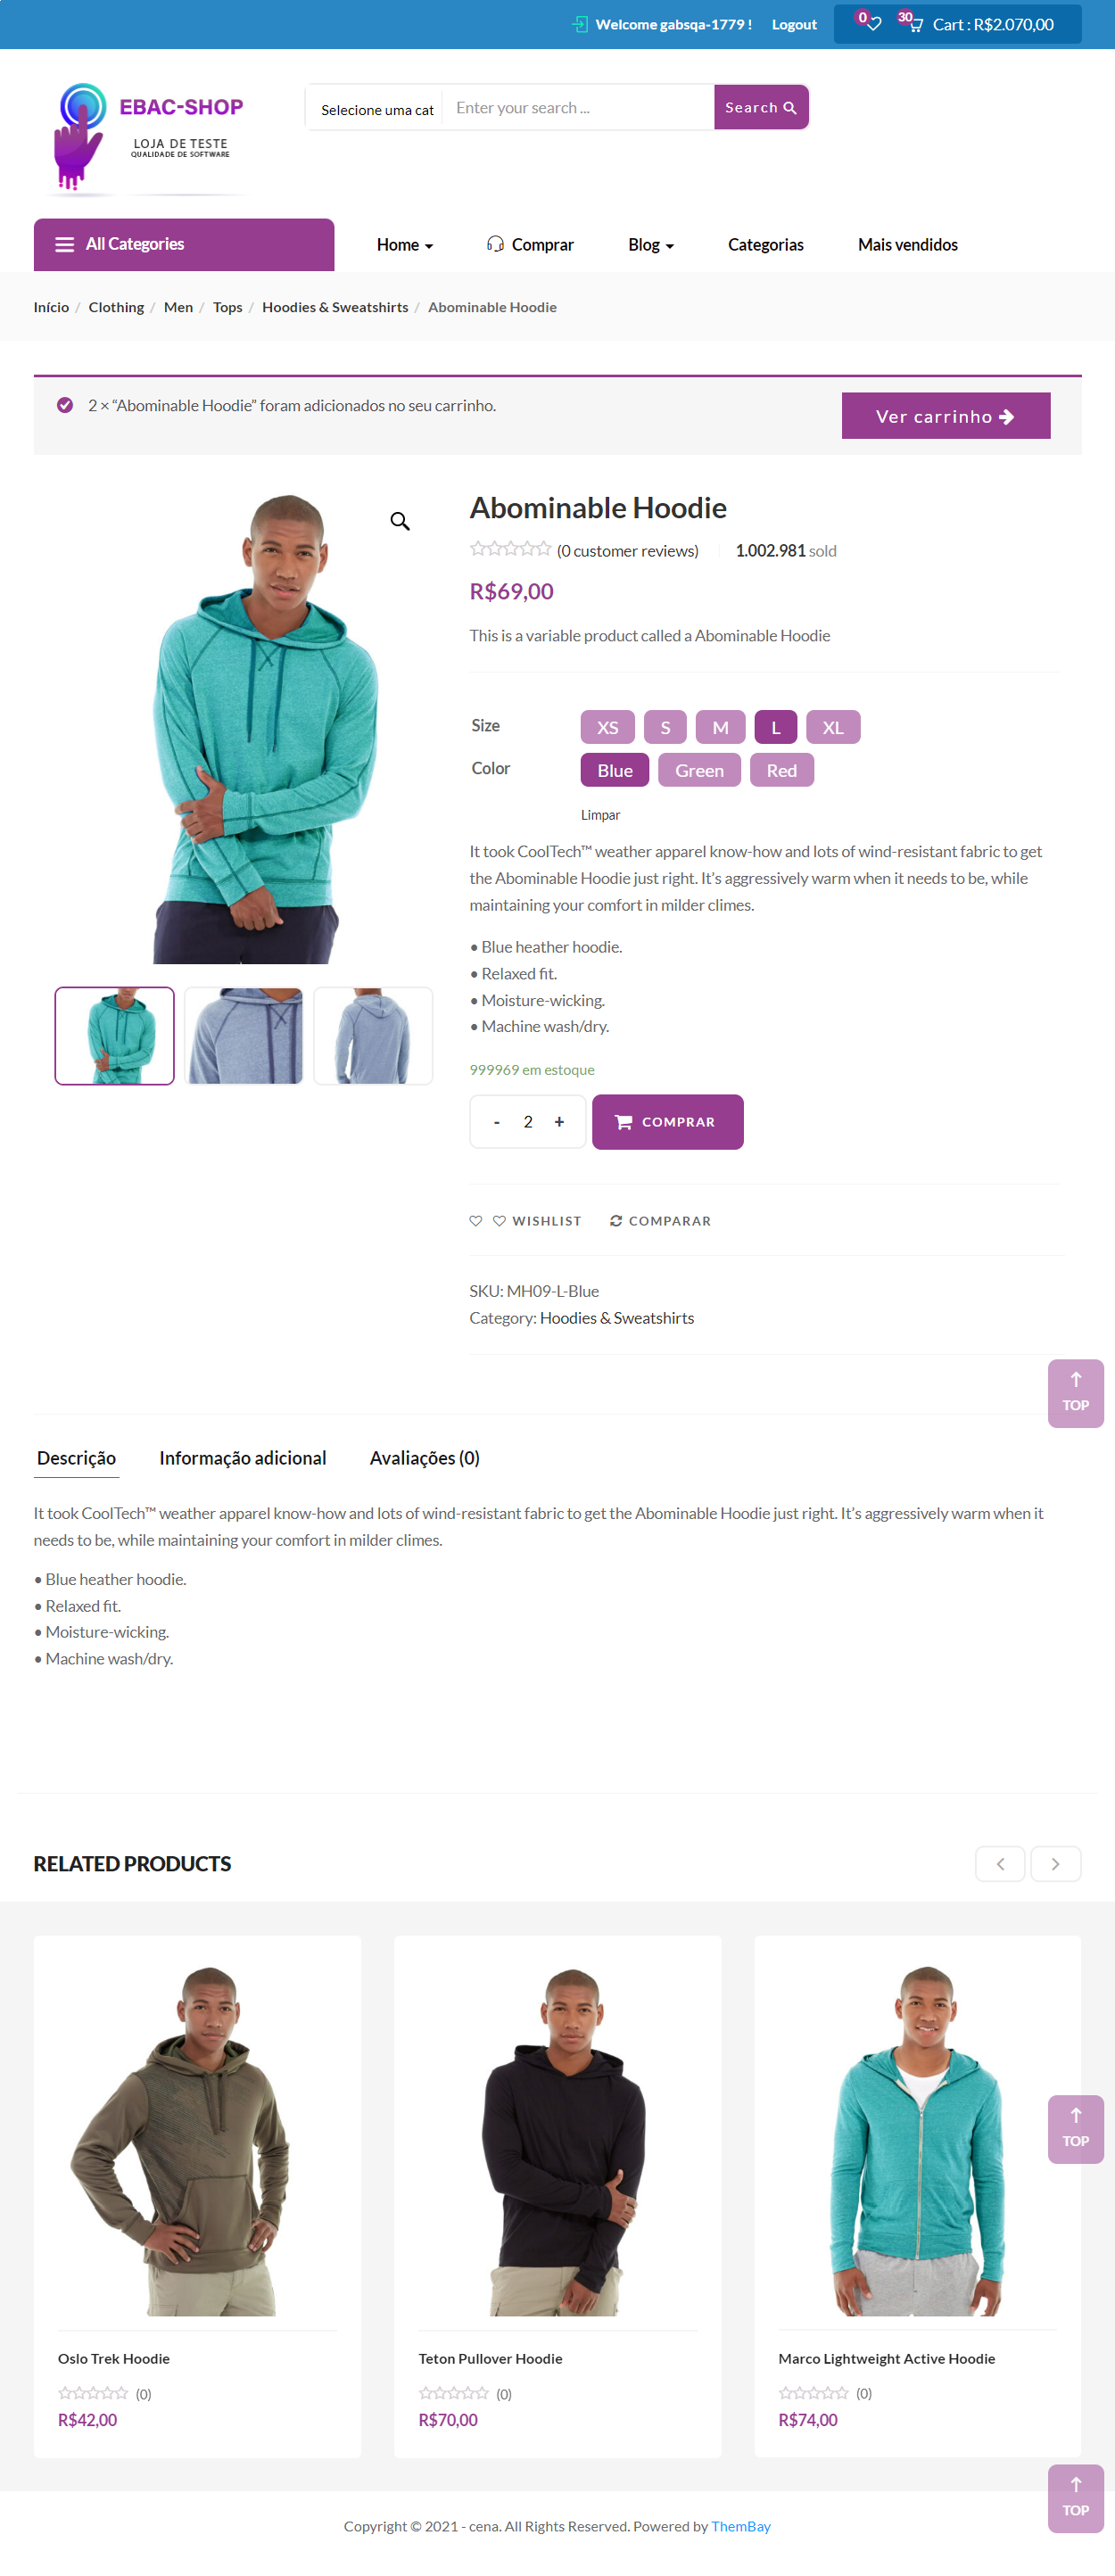 Welcome gabsqa-1779 !
Logout
0
30
Cart : R$2.070,00
EBAC-SHOP
LOJA DE TESTE
QUALIDADE DE SOFTWARE
Selecione uma cat
Enter your search ...
Search
All Categories
Home
Comprar
Blog
Categorias
Mais vendidos
Início / Clothing / Men / Tops / Hoodies & Sweatshirts / Abominable Hoodie
2 × “Abominable Hoodie” foram adicionados no seu carrinho.
Ver carrinho
Abominable Hoodie
(0 customer reviews)
1.002.981 sold
R$69,00
This is a variable product called a Abominable Hoodie
Size
XS
S
M
L
XL
Color
Blue
Green
Red
Limpar
It took CoolTech™ weather apparel know-how and lots of wind-resistant fabric to get
the Abominable Hoodie just right. It’s aggressively warm when it needs to be, while
maintaining your comfort in milder climes.
• Blue heather hoodie.
• Relaxed fit.
• Moisture-wicking.
• Machine wash/dry.
999969 em estoque
- 2 +
COMPRAR
WISHLIST
COMPARAR
SKU: MH09-L-Blue
Category: Hoodies & Sweatshirts
TOP
Descrição
Informação adicional
Avaliações (0)
It took CoolTech™ weather apparel know-how and lots of wind-resistant fabric to get the Abominable Hoodie just right. It’s aggressively warm when it
needs to be, while maintaining your comfort in milder climes.
• Blue heather hoodie.
• Relaxed fit.
• Moisture-wicking.
• Machine wash/dry.
RELATED PRODUCTS
TOP
Oslo Trek Hoodie
(0)
R$42,00
Teton Pullover Hoodie
(0)
R$70,00
Marco Lightweight Active Hoodie
(0)
R$74,00
TOP
Copyright © 2021 - cena. All Rights Reserved. Powered by ThemBay